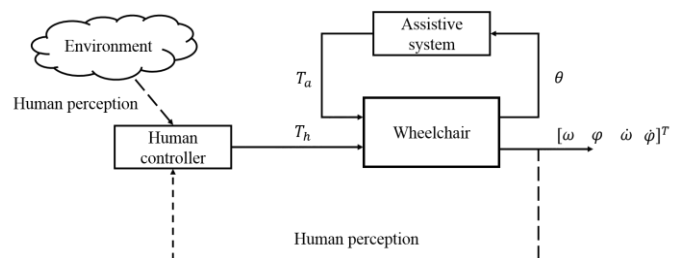 Environment
Assistive
system
Human perception
T_a
θ
Human
controller
T_h
Wheelchair
[ω φ ω̇ φ̇]^T
Human perception